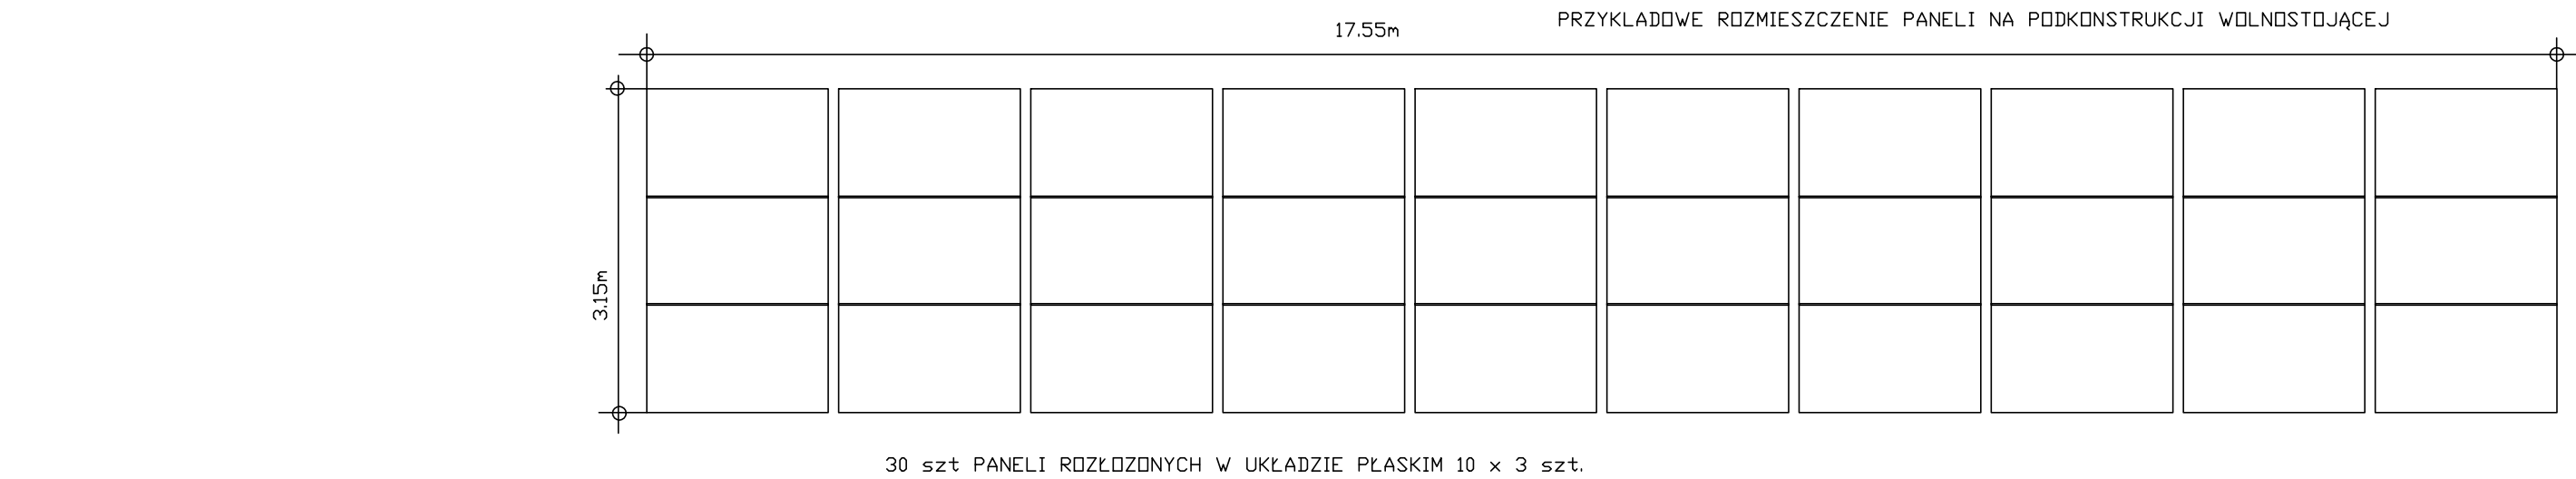 PRZYKLADOWE ROZMIESZCZENIE PANELI NA PODKONSTRUKCJI WOLNOSTOJĄCEJ
17.55m
3.15m
30 szt PANELI ROZŁOZONYCH W UKŁADZIE PŁASKIM 10 x 3 szt.